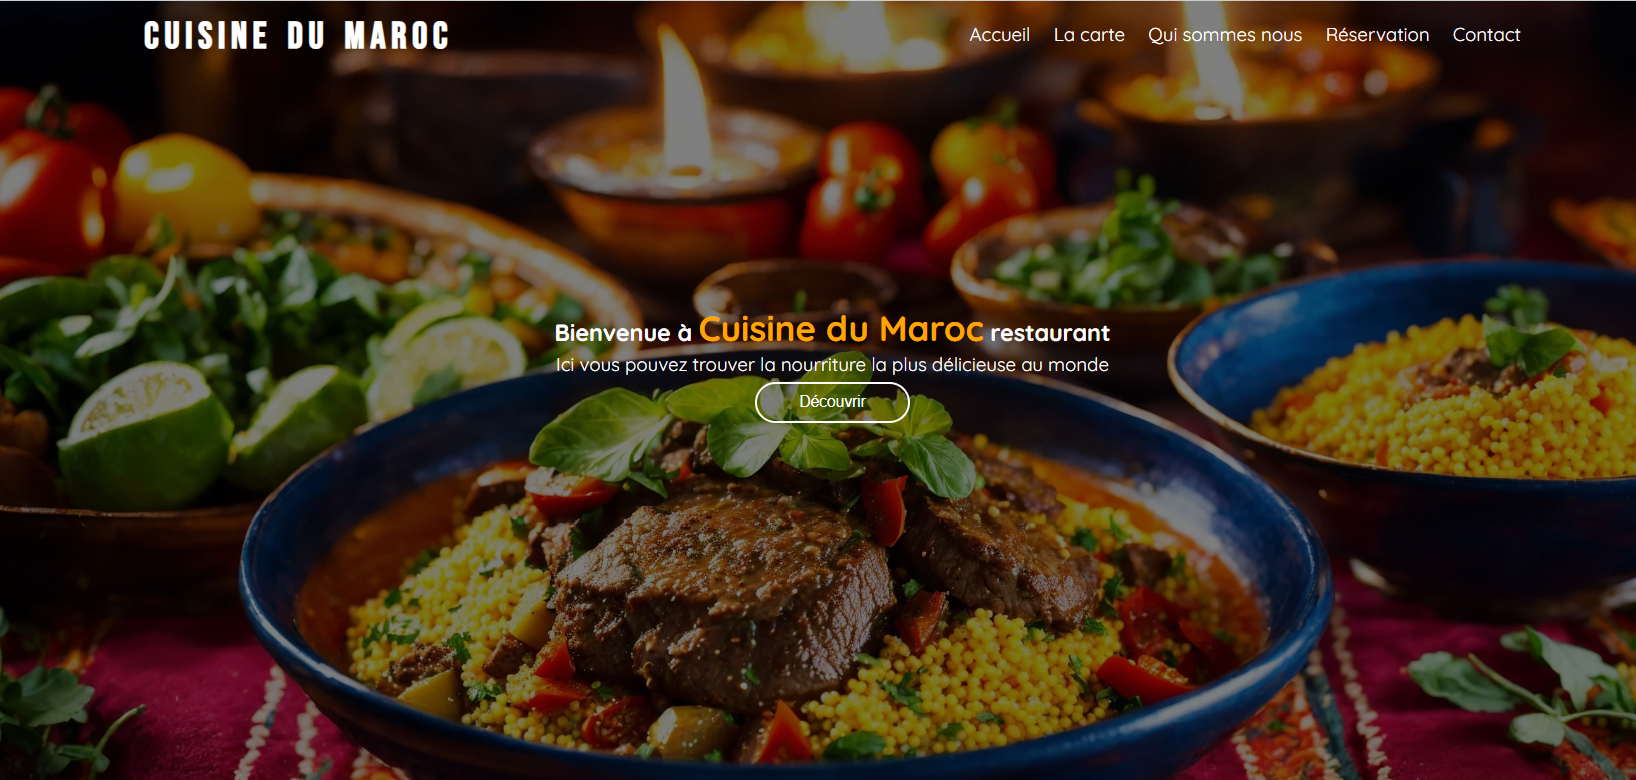 CUISINE DU MAROC
Accueil La carte Qui sommes nous Réservation Contact
Bienvenue à Cuisine du Maroc restaurant
Ici vous pouvez trouver la nourriture la plus délicieuse au monde
Découvrir